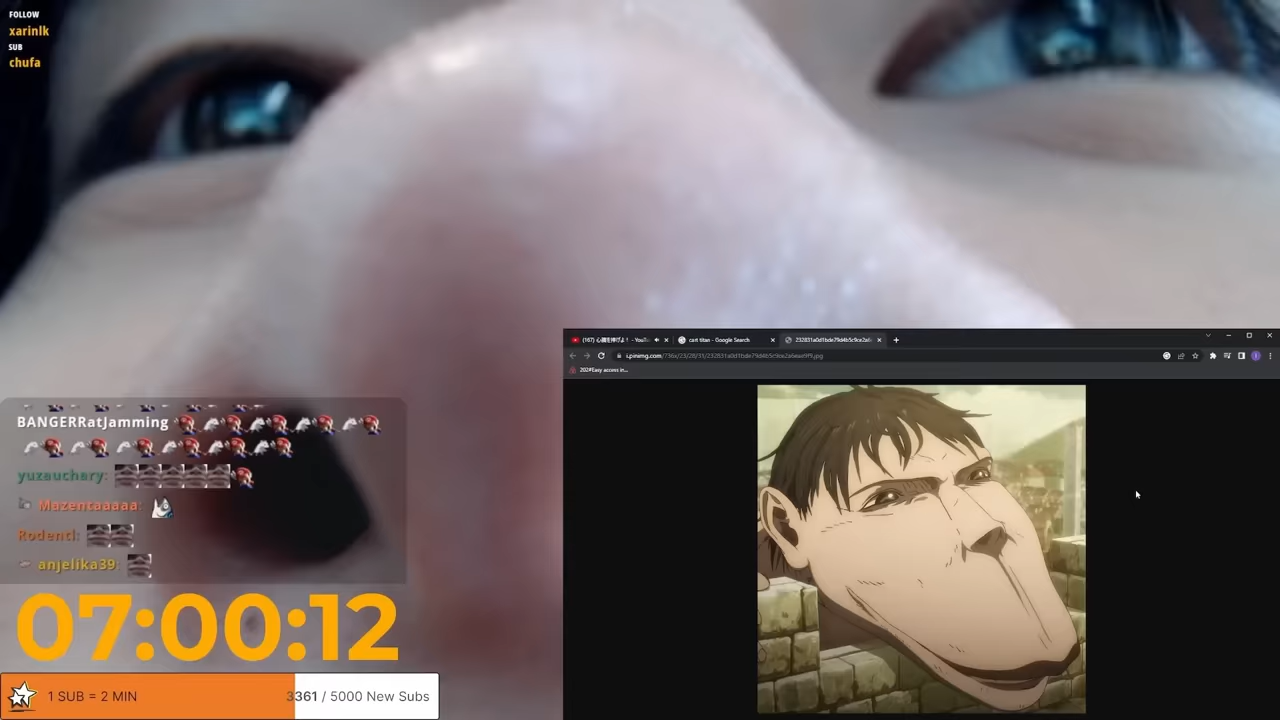 FOLLOW
xarinlk
SUB
chufa
BANGERRatJamming
yuzauchary:
Mazentaaaaa:
Rodentl:
anjelika39:
07:00:12
1 SUB = 2 MIN
3361 / 5000 New Subs
cart titan - Google Search